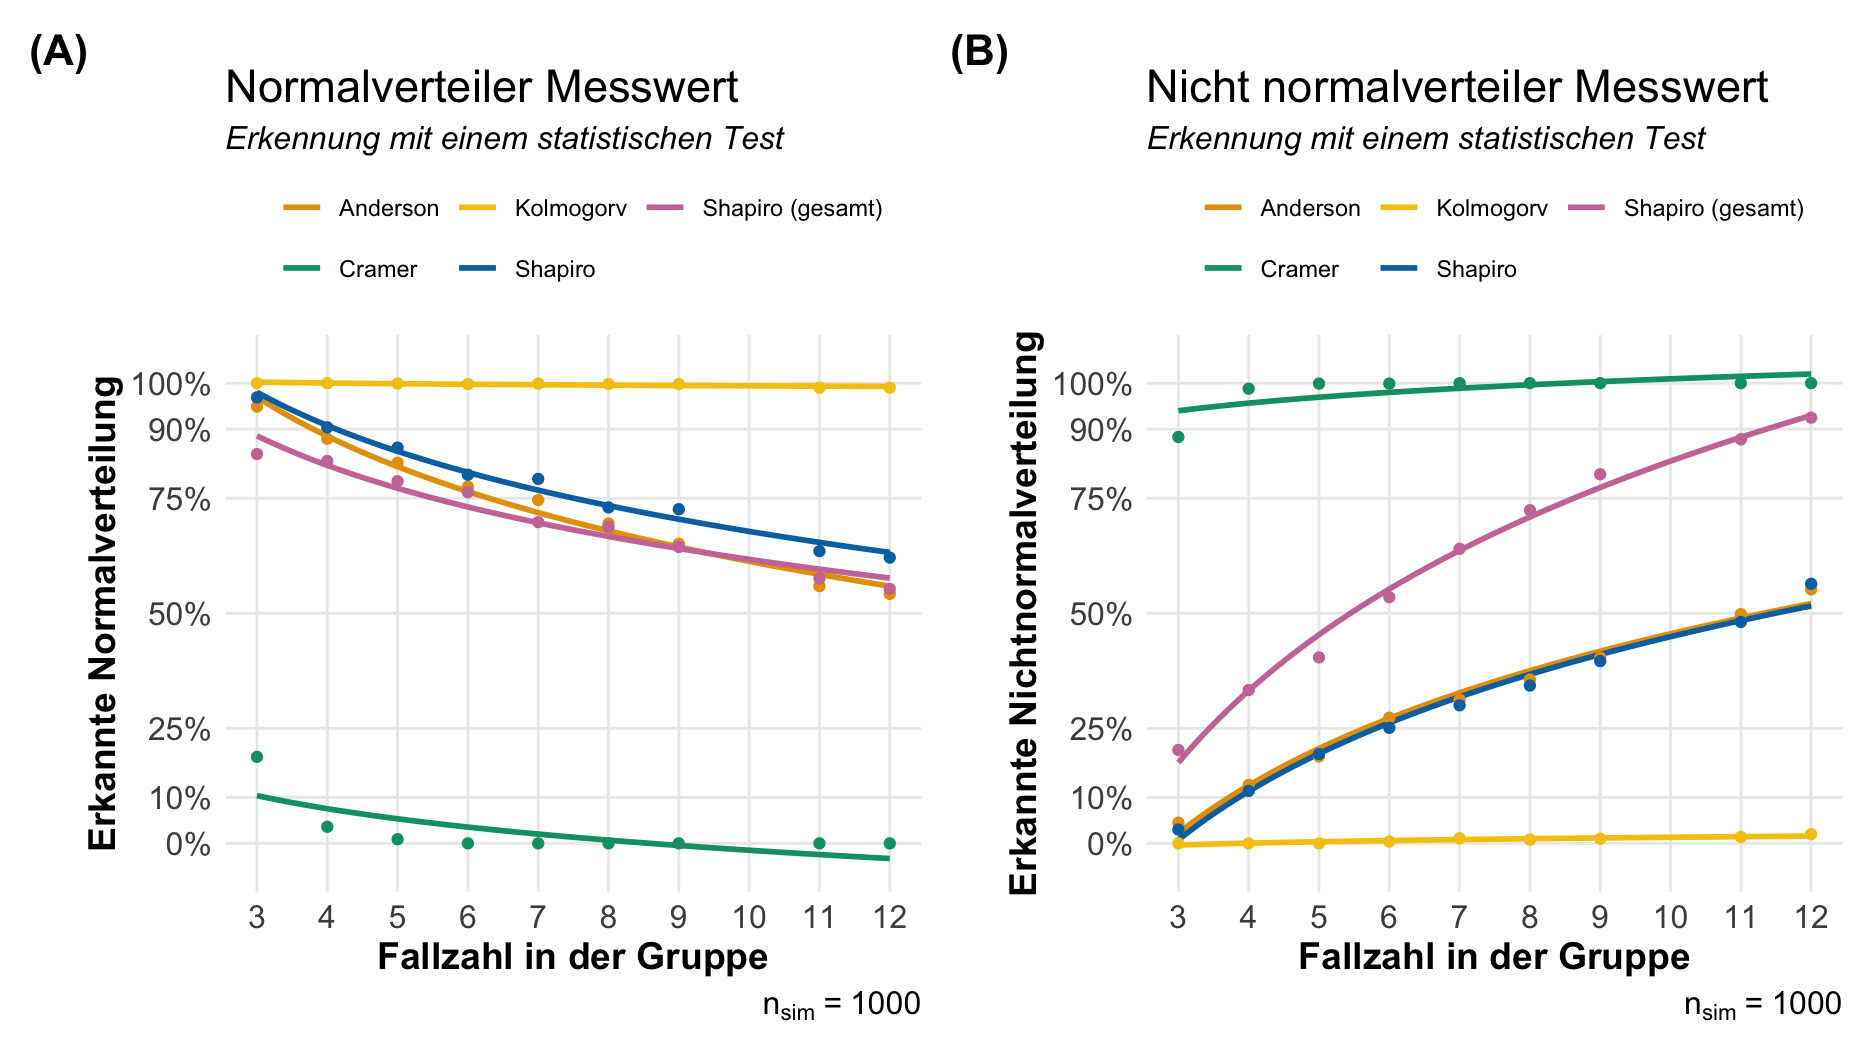 (A)
Normalverteiler Messwert
Erkennung mit einem statistischen Test
Anderson Kolmogorv Shapiro (gesamt)
Cramer Shapiro
Erkannte Normalverteilung
100%
90%
75%
50%
25%
10%
0%
3 4 5 6 7 8 9 10 11 12
Fallzahl in der Gruppe
nsim = 1000
(B)
Nicht normalverteiler Messwert
Erkennung mit einem statistischen Test
Anderson Kolmogorv Shapiro (gesamt)
Cramer Shapiro
Erkannte Nichtnormalverteilung
100%
90%
75%
50%
25%
10%
0%
3 4 5 6 7 8 9 10 11 12
Fallzahl in der Gruppe
nsim = 1000